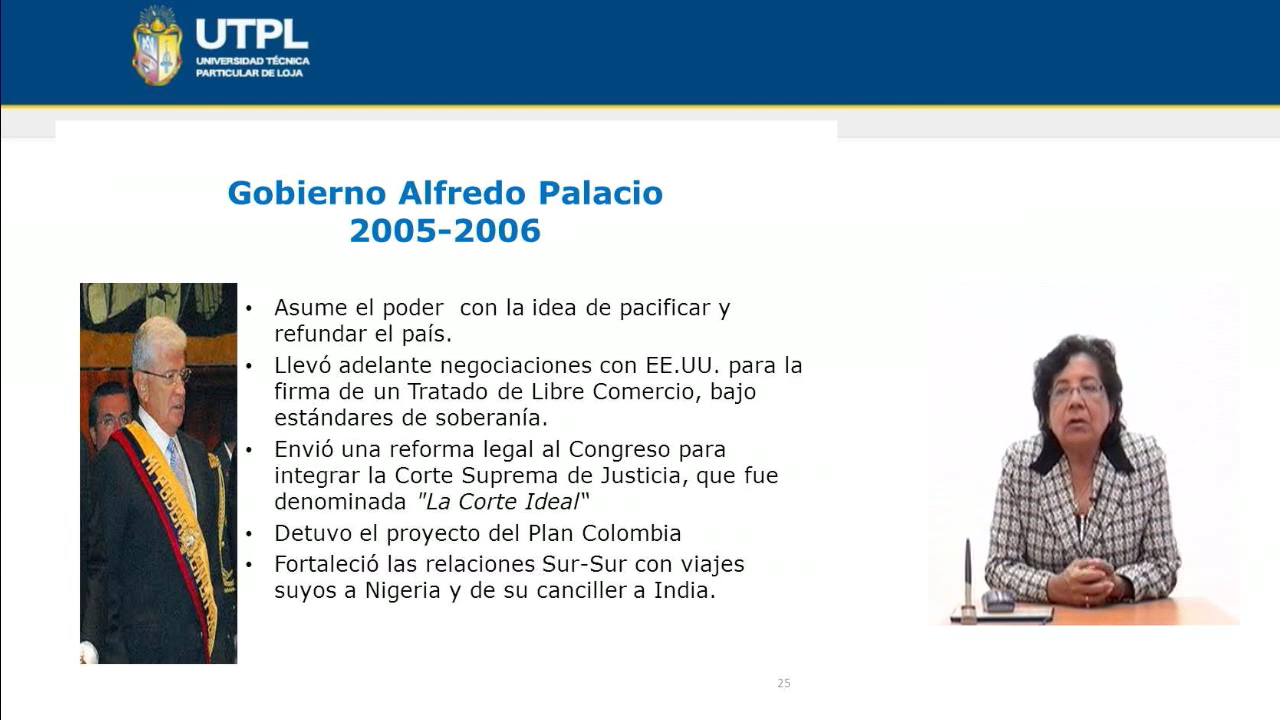 UTPL
UNIVERSIDAD TÉCNICA
PARTICULAR DE LOJA
Gobierno Alfredo Palacio
2005-2006
• Asume el poder con la idea de pacificar y
refundar el país.
• Llevó adelante negociaciones con EE.UU. para la
firma de un Tratado de Libre Comercio, bajo
estándares de soberanía.
• Envió una reforma legal al Congreso para
integrar la Corte Suprema de Justicia, que fue
denominada "La Corte Ideal“
• Detuvo el proyecto del Plan Colombia
• Fortaleció las relaciones Sur-Sur con viajes
suyos a Nigeria y de su canciller a India.
25